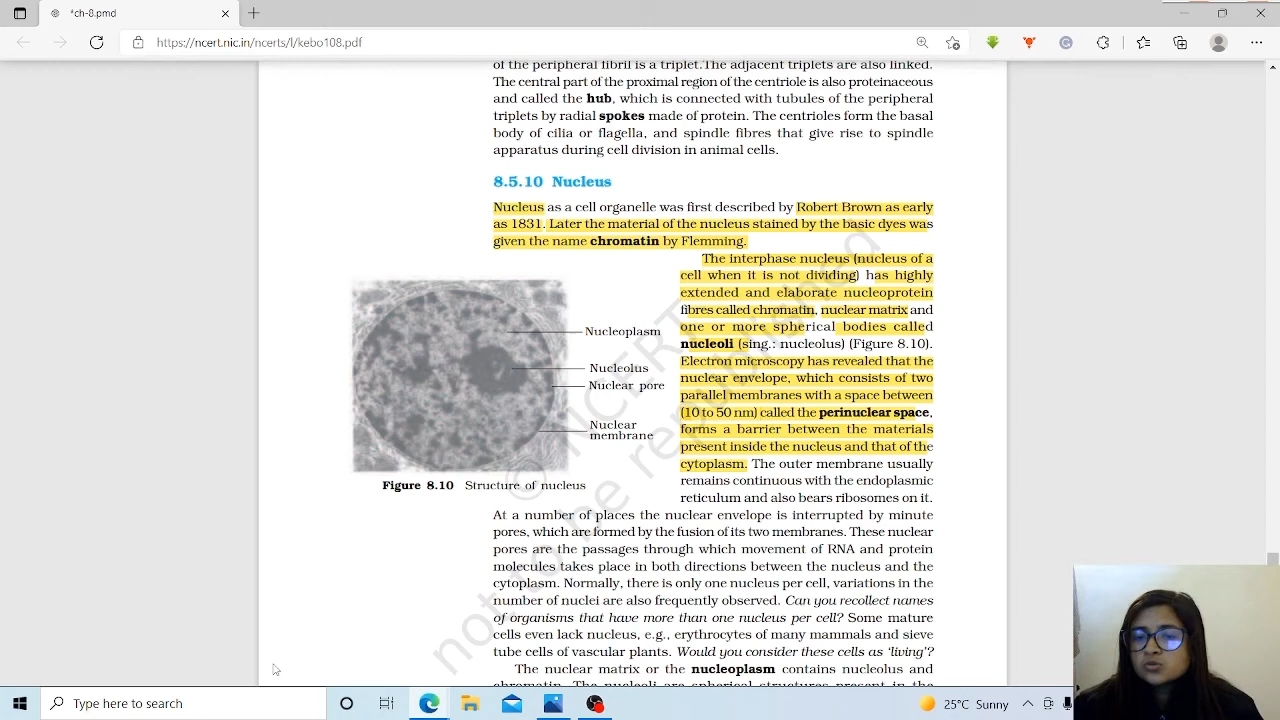 *ch-8.pmd
https://ncert.nic.in/ncerts/l/kebo108.pdf
of the peripheral fibril is a triplet.The adjacent triplets are also linked.
The central part of the proximal region of the centriole is also proteinaceous
and called the hub, which is connected with tubules of the peripheral
triplets by radial spokes made of protein. The centrioles form the basal
body of cilia or flagella, and spindle fibres that give rise to spindle
apparatus during cell division in animal cells.
8.5.10 Nucleus
Nucleus as a cell organelle was first described by Robert Brown as early
as 1831. Later the material of the nucleus stained by the basic dyes was
given the name chromatin by Flemming.
The interphase nucleus (nucleus of a
cell when it is not dividing) has highly
extended and elaborate nucleoprotein
fibres called chromatin, nuclear matrix and
one or more spherical bodies called
nucleoli (sing.: nucleolus) (Figure 8.10).
Electron microscopy has revealed that the
nuclear envelope, which consists of two
parallel membranes with a space between
(10 to 50 nm) called the perinuclear space,
forms a barrier between the materials
present inside the nucleus and that of the
cytoplasm. The outer membrane usually
remains continuous with the endoplasmic
reticulum and also bears ribosomes on it.
Nucleoplasm
Nucleolus
Nuclear pore
Nuclear
membrane
Figure 8.10 Structure of nucleus
At a number of places the nuclear envelope is interrupted by minute
pores, which are formed by the fusion of its two membranes. These nuclear
pores are the passages through which movement of RNA and protein
molecules takes place in both directions between the nucleus and the
cytoplasm. Normally, there is only one nucleus per cell, variations in the
number of nuclei are also frequently observed. Can you recollect names
of organisms that have more than one nucleus per cell? Some mature
cells even lack nucleus, e.g., erythrocytes of many mammals and sieve
tube cells of vascular plants. Would you consider these cells as 'living'?
The nuclear matrix or the nucleoplasm contains nucleolus and
chromatin. The nucleoli are spherical structures present in the
© NCERT
not to be republished
Type here to search
25°C Sunny